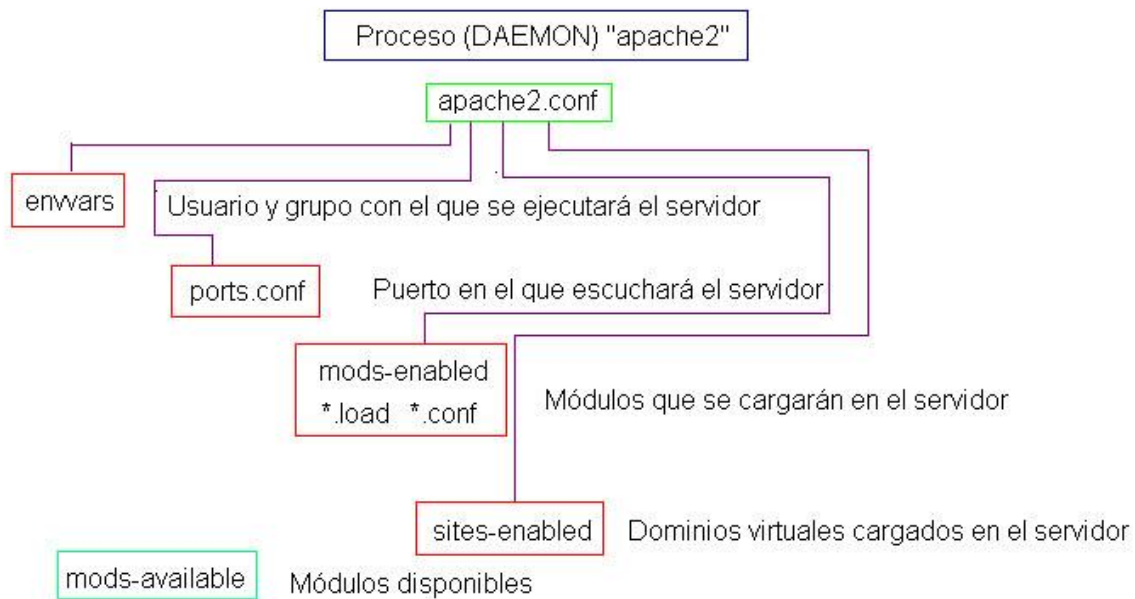 Proceso (DAEMON) "apache2"
apache2.conf
envvars
Usuario y grupo con el que se ejecutará el servidor
ports.conf
Puerto en el que escuchará el servidor
mods-enabled
*.load *.conf
Módulos que se cargarán en el servidor
sites-enabled
Dominios virtuales cargados en el servidor
mods-available
Módulos disponibles